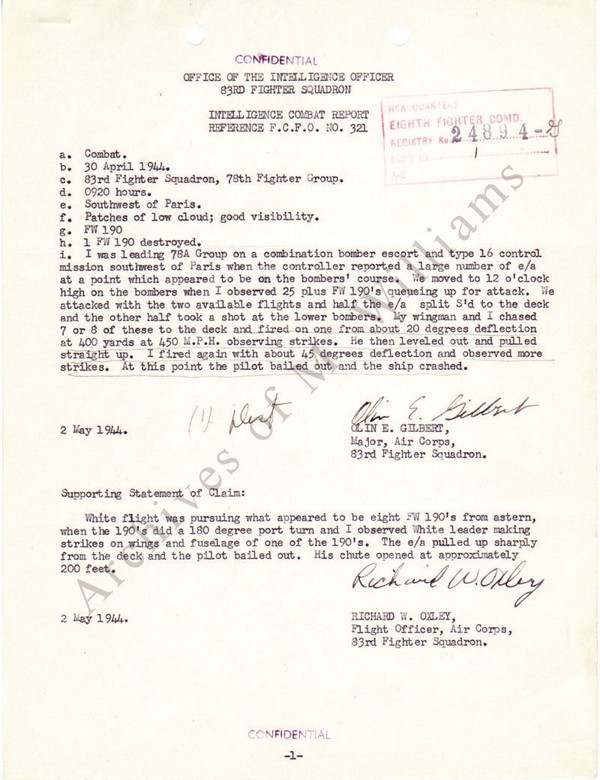 CONFIDENTIAL
OFFICE OF THE INTELLIGENCE OFFICER
83RD FIGHTER SQUADRON
INTELLIGENCE COMBAT REPORT
REFERENCE F.C.F.O. NO. 321
HEADQUARTERS
EIGHTH FIGHTER COMD.
REGISTRY No. 24894-
1
a. Combat.
b. 30 April 1944.
c. 83rd Fighter Squadron, 78th Fighter Group.
d. 0920 hours.
e. Southwest of Paris.
f. Patches of low cloud; good visibility.
g. FW 190
h. 1 FW 190 destroyed.
i. I was leading 78A Group on a combination bomber escort and type 16 control
mission southwest of Paris when the controller reported a large number of e/a
at a point which appeared to be on the bombers' course. We moved to 12 o'clock
high on the bombers when I observed 25 plus FW 190's queueing up for attack. We
attacked with the two available flights and half the e/a split S'd to the deck
and the other half took a shot at the lower bombers. My wingman and I chased
7 or 8 of these to the deck and fired on one from about 20 degrees deflection
at 400 yards at 450 M.P.H. observing strikes. He then leveled out and pulled
straight up. I fired again with about 45 degrees deflection and observed more
strikes. At this point the pilot bailed out and the ship crashed.
Dest
Olin E. Gilbert
2 May 1944.
OLIN E. GILBERT,
Major, Air Corps,
83rd Fighter Squadron.
Supporting Statement of Claim:
White flight was pursuing what appeared to be eight FW 190's from astern,
when the 190's did a 180 degree port turn and I observed White leader making
strikes on wings and fuselage of one of the 190's. The e/a pulled up sharply
from the deck and the pilot bailed out. His chute opened at approximately
200 feet.
Richard W. Oxley
2 May 1944.
RICHARD W. OXLEY,
Flight Officer, Air Corps,
83rd Fighter Squadron.
CONFIDENTIAL
-1-
Archives of M. Williams